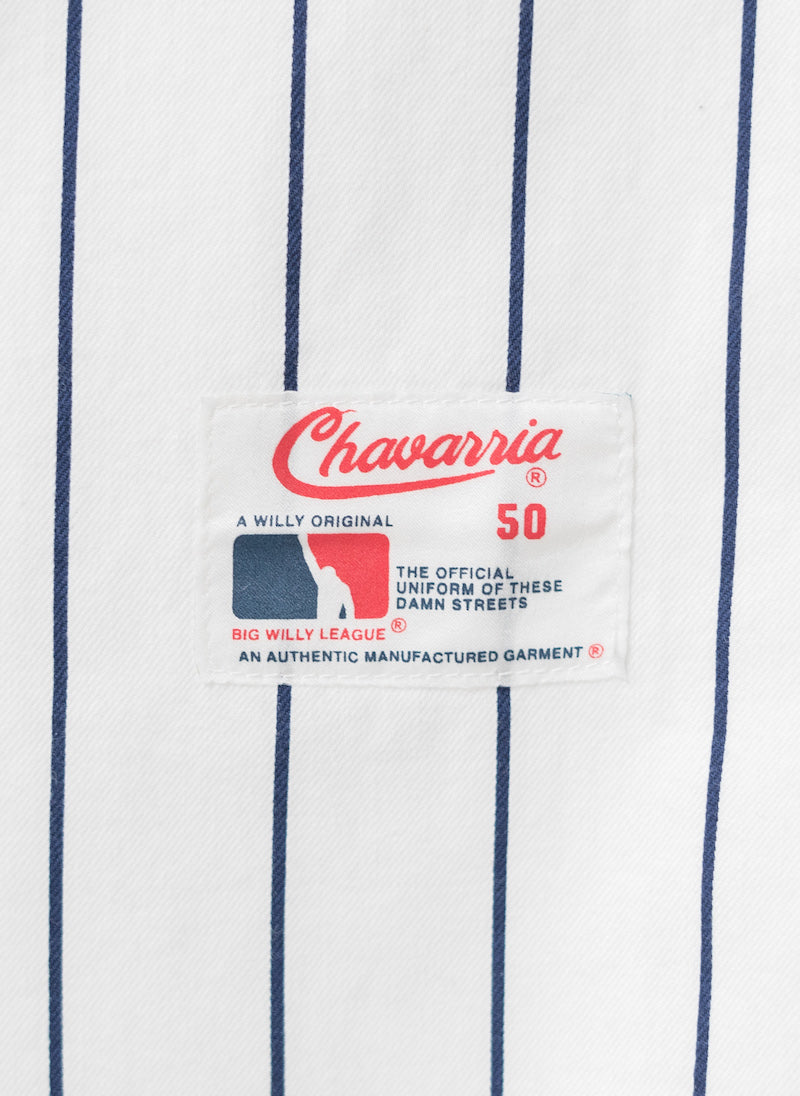 Chavarria®
50
A WILLY ORIGINAL
THE OFFICIAL
UNIFORM OF THESE
DAMN STREETS
BIG WILLY LEAGUE®
AN AUTHENTIC MANUFACTURED GARMENT®